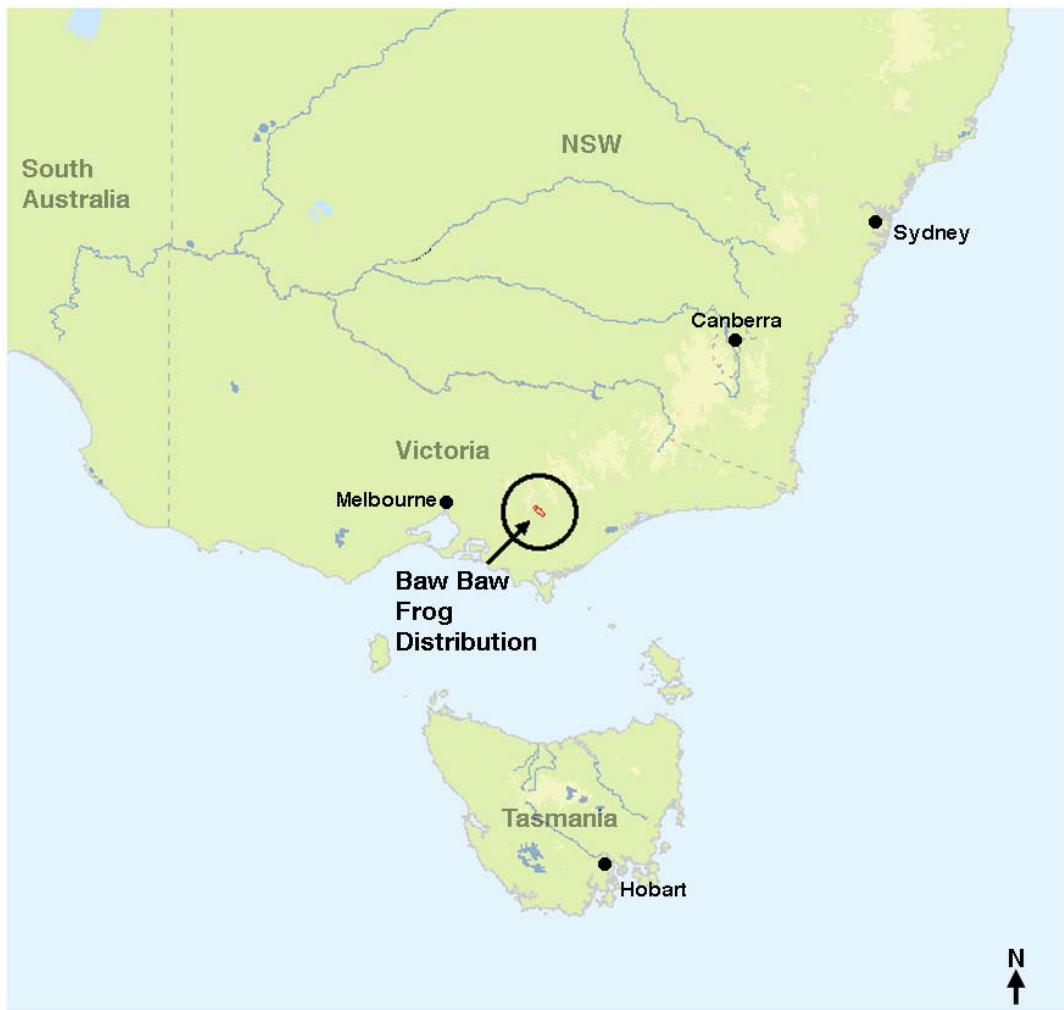 South
Australia
NSW
Sydney
Canberra
Victoria
Melbourne
Baw Baw
Frog
Distribution
Tasmania
Hobart
N